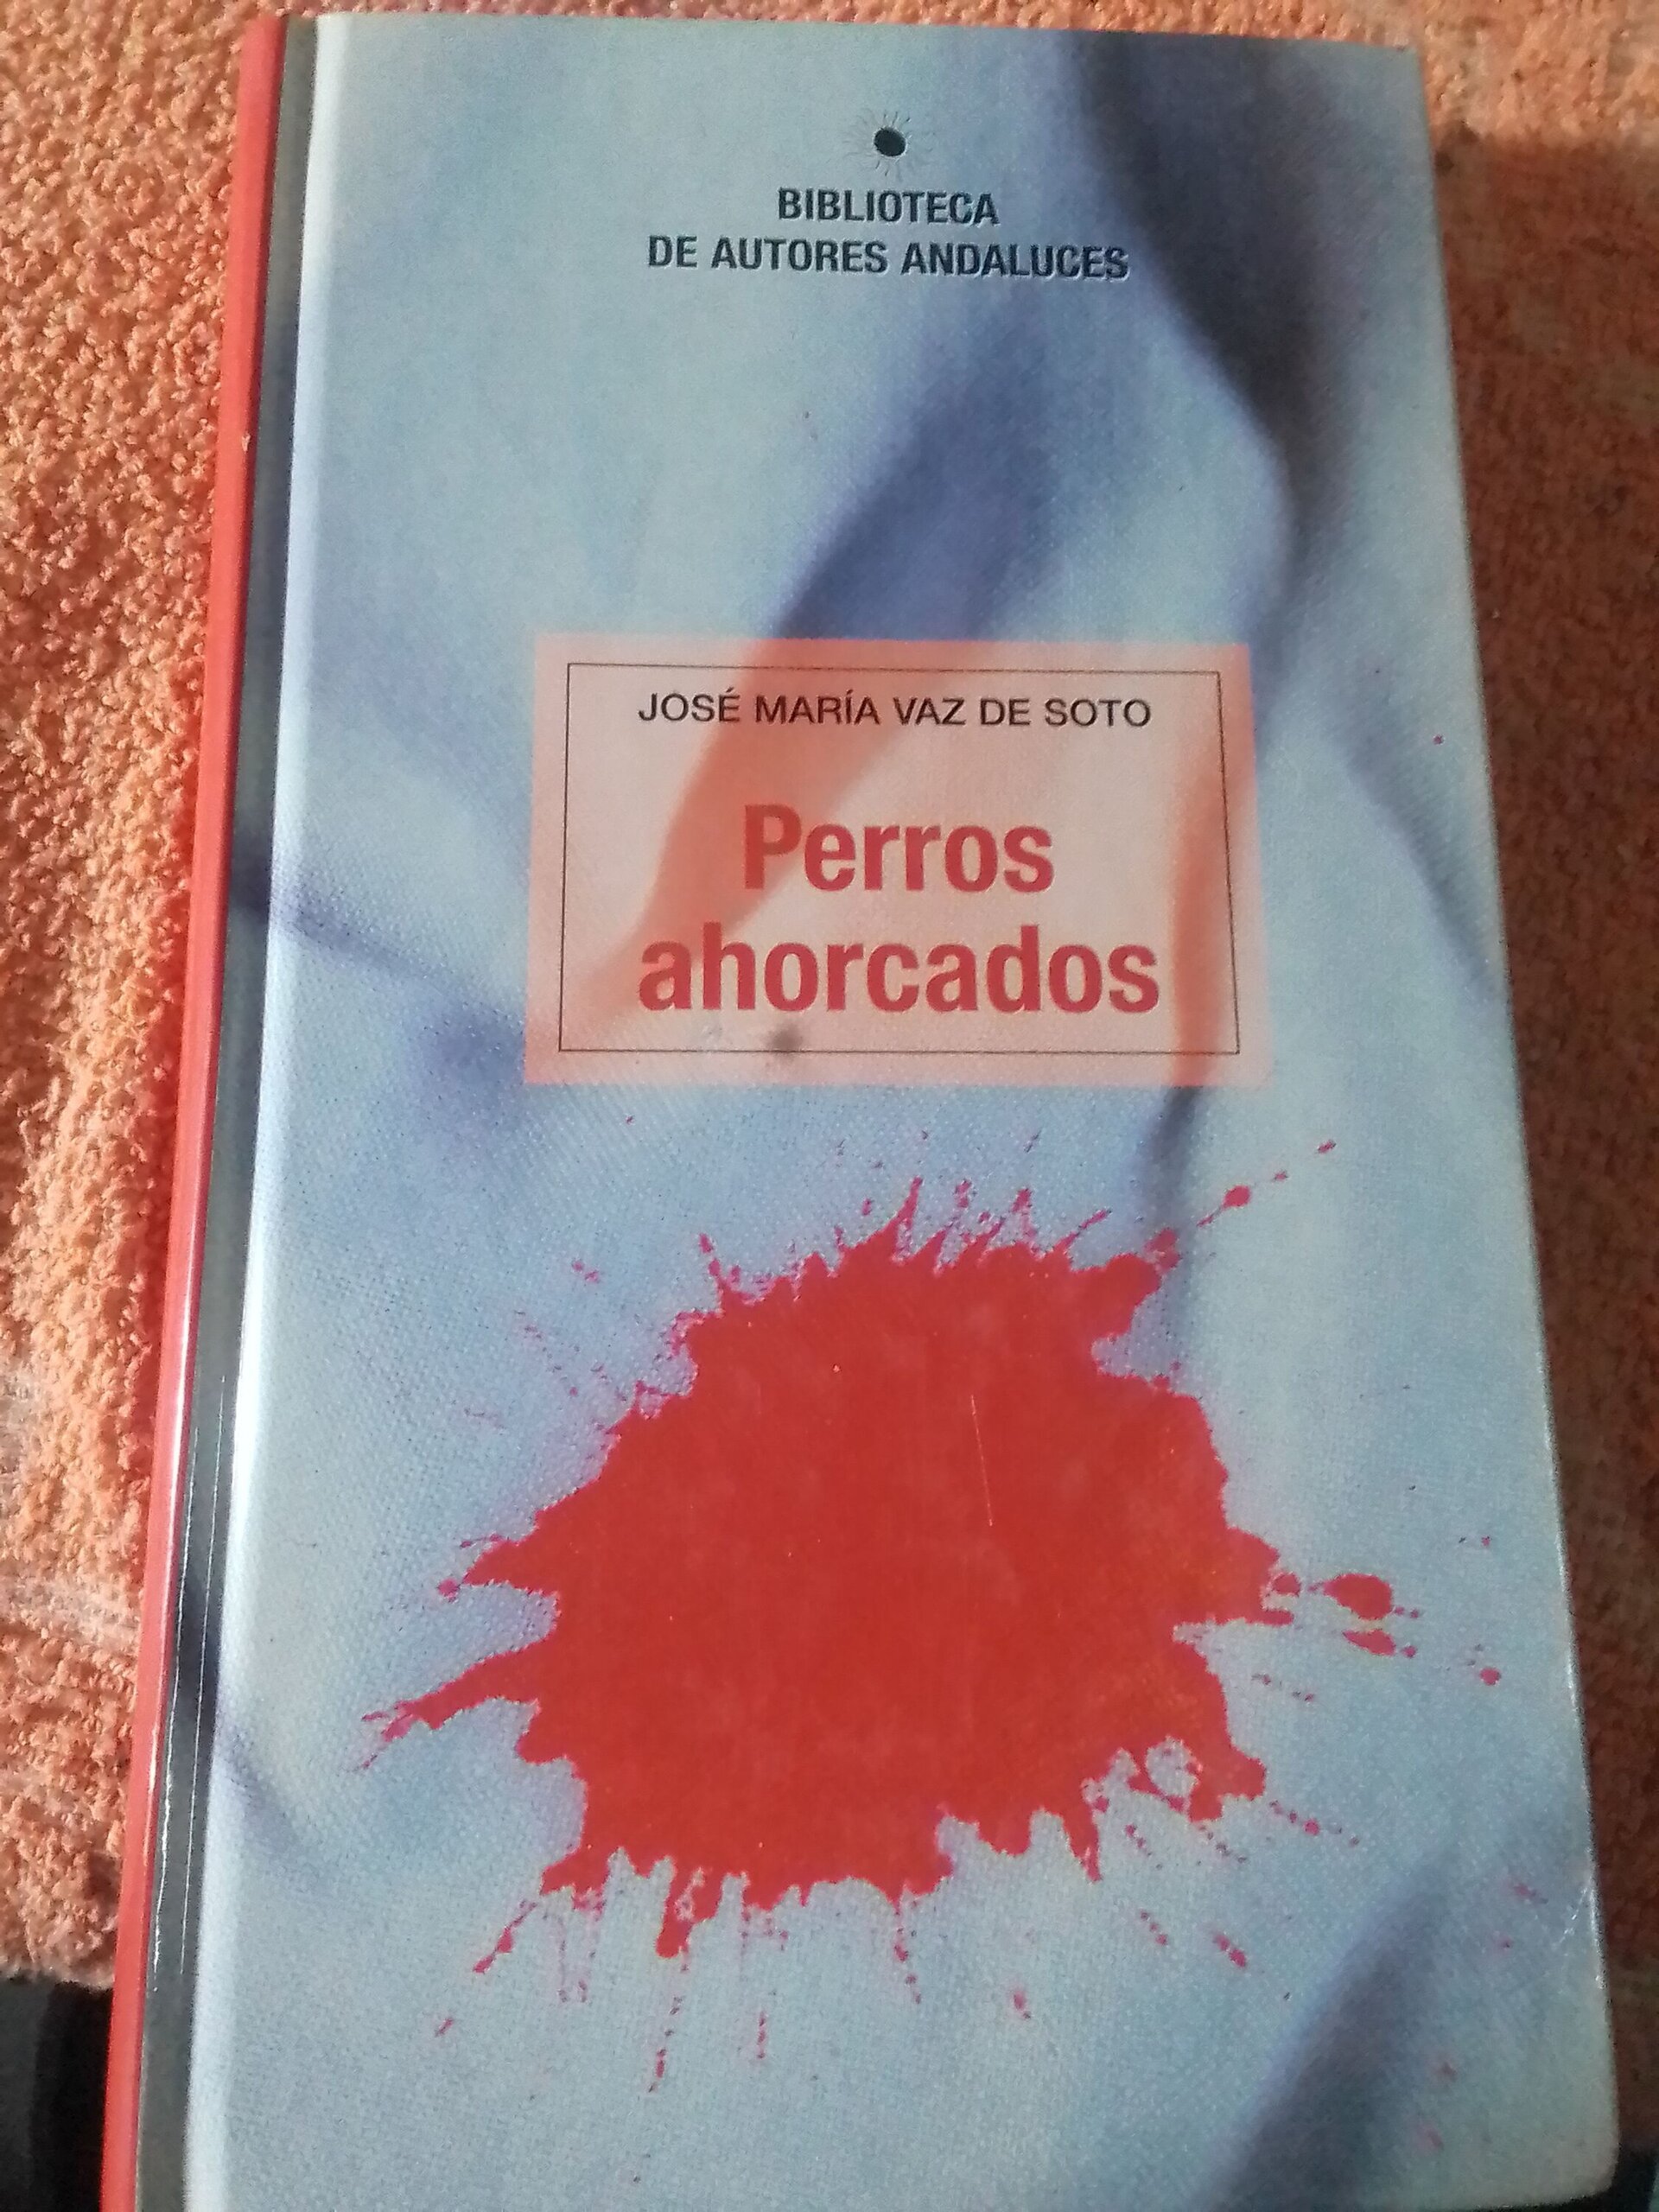 BIBLIOTECA
DE AUTORES ANDALUCES
JOSÉ MARÍA VAZ DE SOTO
Perros
ahorcados